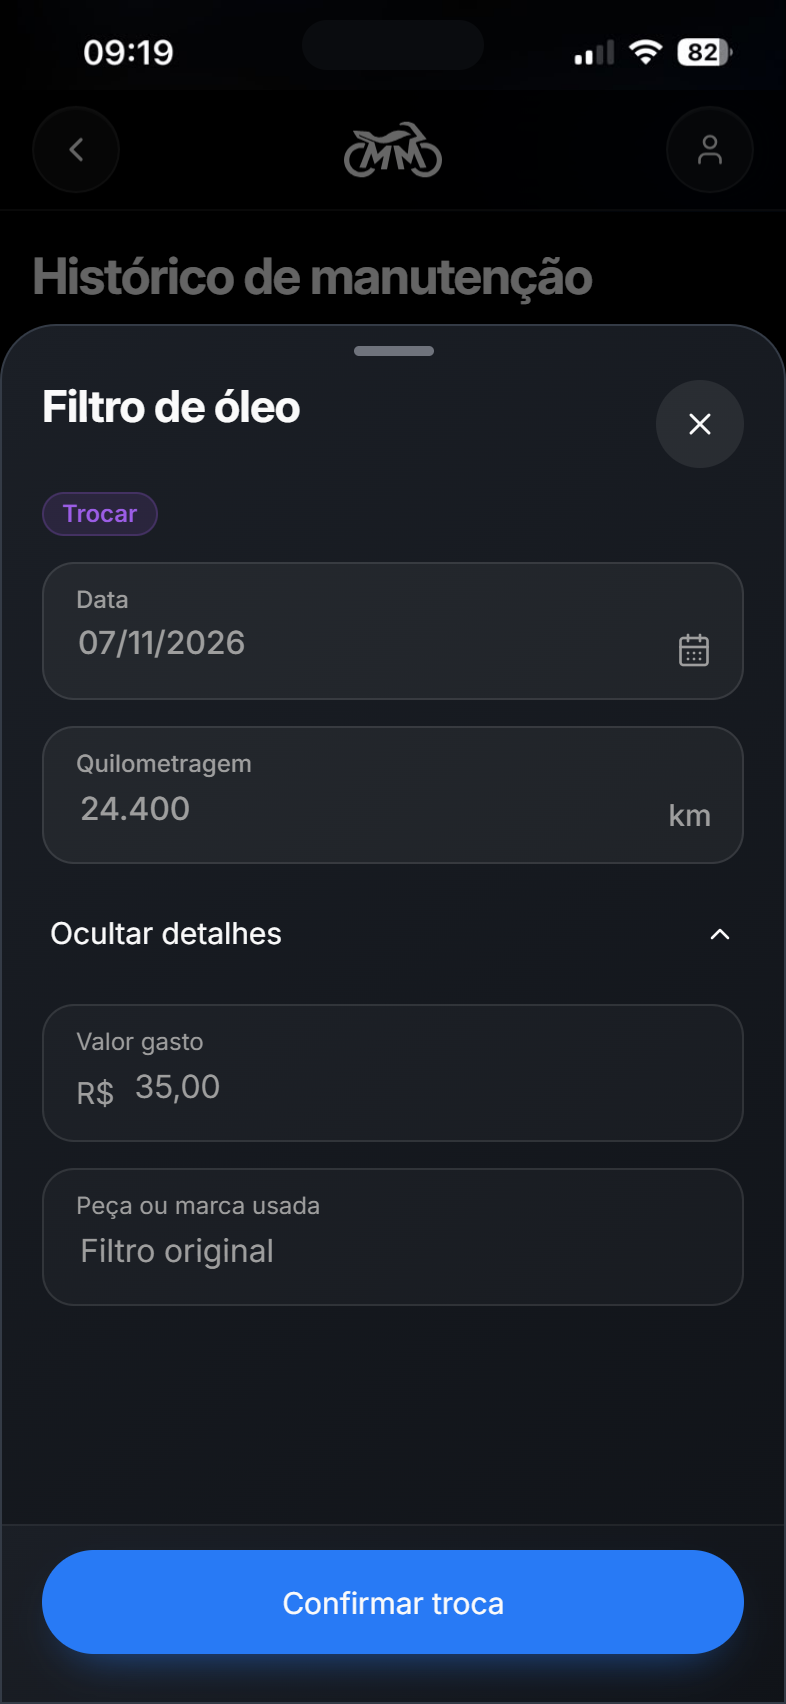 09:19
82
MM
Histórico de manutenção
Filtro de óleo
Trocar
Data
07/11/2026
Quilometragem
24.400 km
Ocultar detalhes
Valor gasto
R$ 35,00
Peça ou marca usada
Filtro original
Confirmar troca